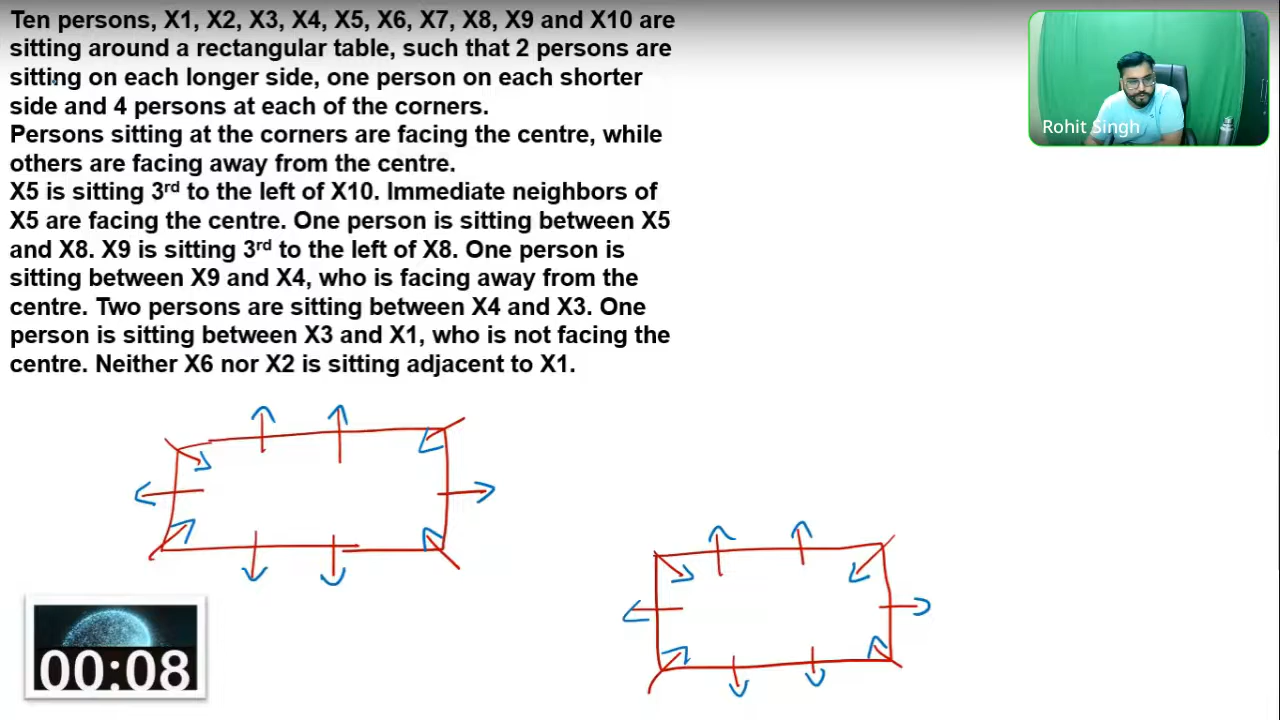 Ten persons, X1, X2, X3, X4, X5, X6, X7, X8, X9 and X10 are
sitting around a rectangular table, such that 2 persons are
sitting on each longer side, one person on each shorter
side and 4 persons at each of the corners.
Persons sitting at the corners are facing the centre, while
others are facing away from the centre.
X5 is sitting 3rd to the left of X10. Immediate neighbors of
X5 are facing the centre. One person is sitting between X5
and X8. X9 is sitting 3rd to the left of X8. One person is
sitting between X9 and X4, who is facing away from the
centre. Two persons are sitting between X4 and X3. One
person is sitting between X3 and X1, who is not facing the
centre. Neither X6 nor X2 is sitting adjacent to X1.
Rohit Singh
00:08